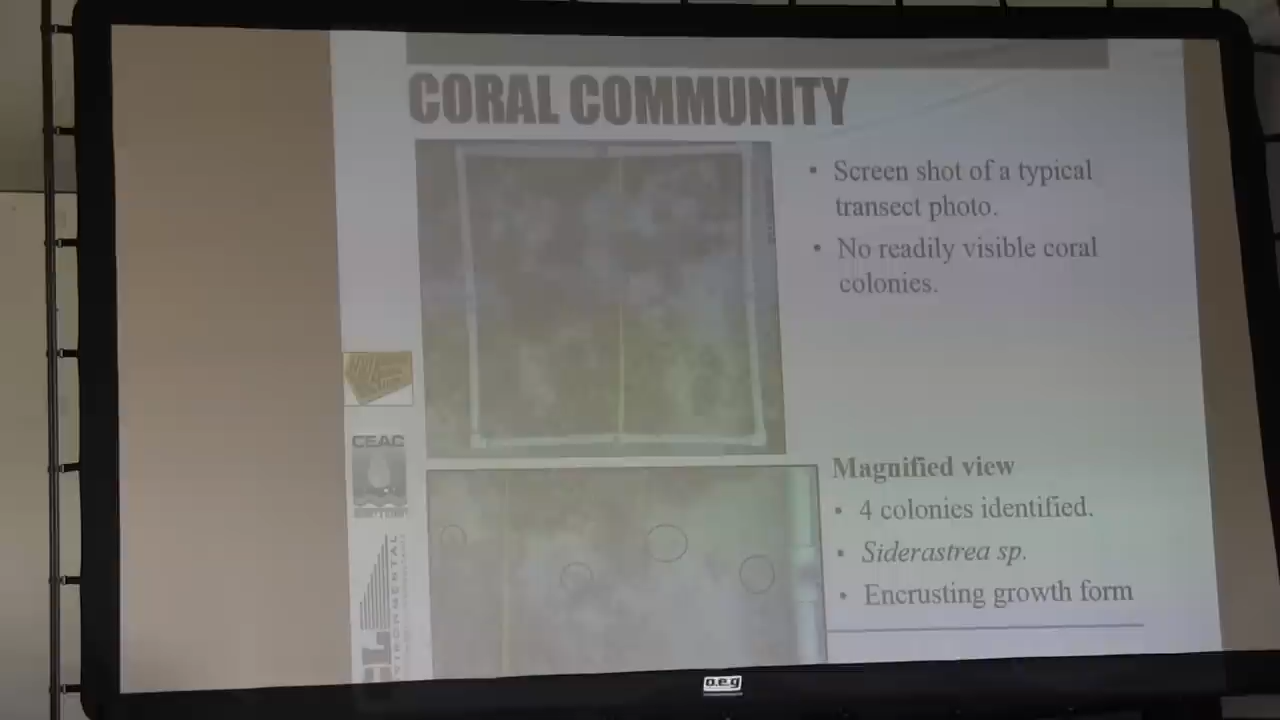 CORAL COMMUNITY
• Screen shot of a typical
transect photo.
• No readily visible coral
colonies.
CEAC
Magnified view
• 4 colonies identified.
• Siderastrea sp.
• Encrusting growth form
a.e.g